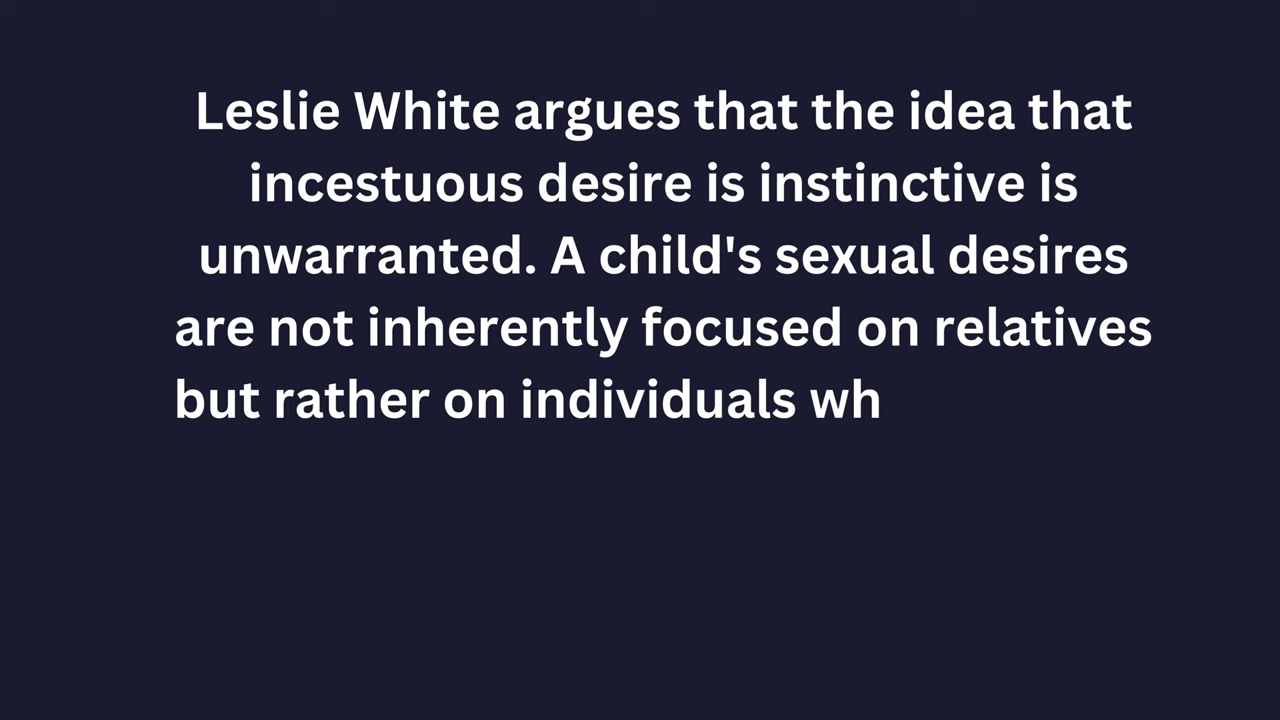 Leslie White argues that the idea that
incestuous desire is instinctive is
unwarranted. A child's sexual desires
are not inherently focused on relatives
but rather on individuals wh